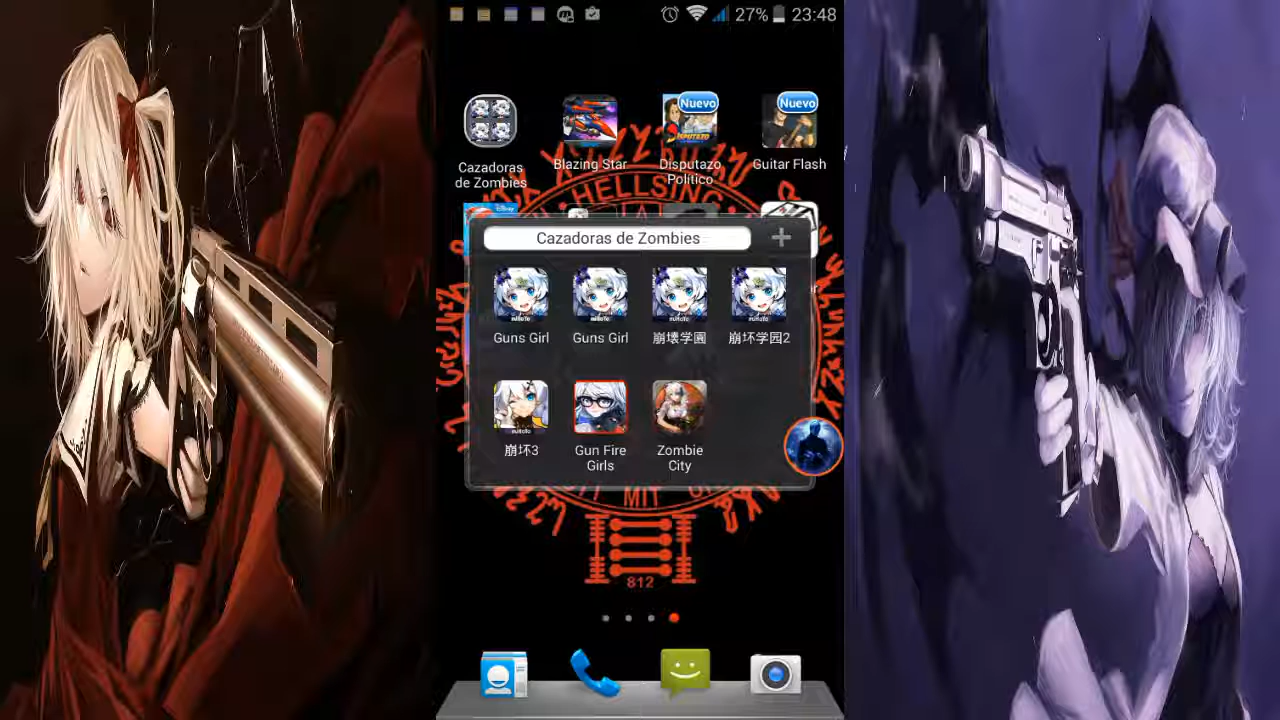 27% 23:48
Nuevo
Nuevo
Cazadoras
de Zombies
Blazing Star
Disputazo
Politico
Guitar Flash
HELLSING
Cazadoras de Zombies
Guns Girl
Guns Girl
崩壊学園
崩坏学园2
崩坏3
Gun Fire
Girls
Zombie
City
MIT
812